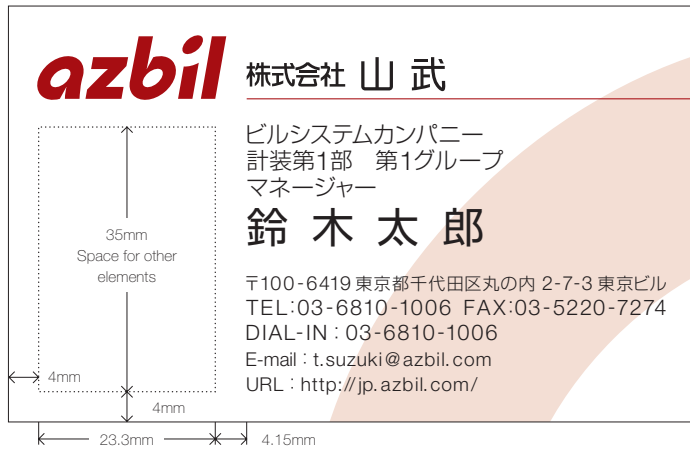 azbil 株式会社 山武
ビルシステムカンパニー
計装第1部 第1グループ
マネージャー
鈴木太郎
〒100-6419 東京都千代田区丸の内 2-7-3 東京ビル
TEL:03-6810-1006 FAX:03-5220-7274
DIAL-IN : 03-6810-1006
E-mail : t.suzuki@azbil.com
URL : http://jp.azbil.com/
35mm
Space for other
elements
4mm
4mm
23.3mm
4.15mm